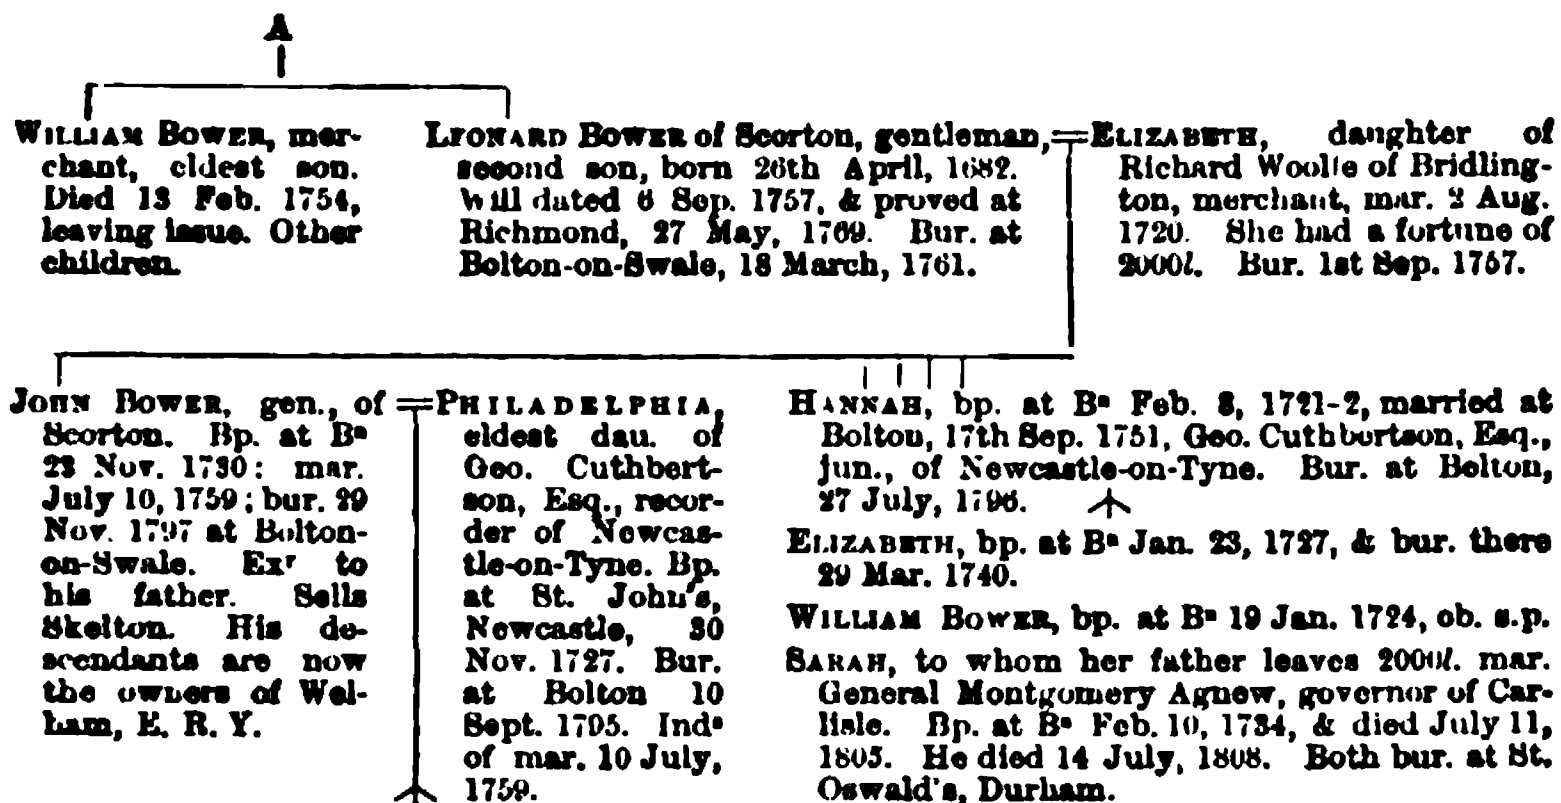 A
WILLIAM BOWER, mer-
chant, eldest son.
Died 13 Feb. 1754,
leaving issue. Other
children.
LEONARD BOWER of Scorton, gentleman,
second son, born 26th April, 1682.
Will dated 6 Sep. 1757, & proved at
Richmond, 27 May, 1769. Bur. at
Bolton-on-Swale, 18 March, 1761.
=ELIZABETH, daughter of
Richard Woolfe of Bridling-
ton, merchant, mar. 2 Aug.
1720. She had a fortune of
2000l. Bur. 1st Sep. 1757.
JOHN BOWER, gen., of
Scorton. Bp. at Bⁿ
23 Nov. 1730: mar.
July 10, 1759; bur. 29
Nov. 1797 at Bolton-
on-Swale. Exʳ to
his father. Sells
Skelton. His de-
scendants are now
the owners of Wel-
ham, E. R. Y.
=PHILADELPHIA,
eldest dau. of
Geo. Cuthbert-
son, Esq., recor-
der of Newcas-
tle-on-Tyne. Bp.
at St. John's,
Newcastle, 30
Nov. 1727. Bur.
at Bolton 10
Sept. 1795. Indᵉ
of mar. 10 July,
1759.
HANNAH, bp. at Bⁿ Feb. 8, 1721-2, married at
Bolton, 17th Sep. 1751, Geo. Cuthbertson, Esq.,
jun., of Newcastle-on-Tyne. Bur. at Bolton,
27 July, 1796.
ELIZABETH, bp. at Bⁿ Jan. 23, 1727, & bur. there
29 Mar. 1740.
WILLIAM BOWER, bp. at Bⁿ 19 Jan. 1724, ob. s.p.
SARAH, to whom her father leaves 2000l. mar.
General Montgomery Agnew, governor of Car-
lisle. Bp. at Bⁿ Feb. 10, 1734, & died July 11,
1805. He died 14 July, 1808. Both bur. at St.
Oswald's, Durham.